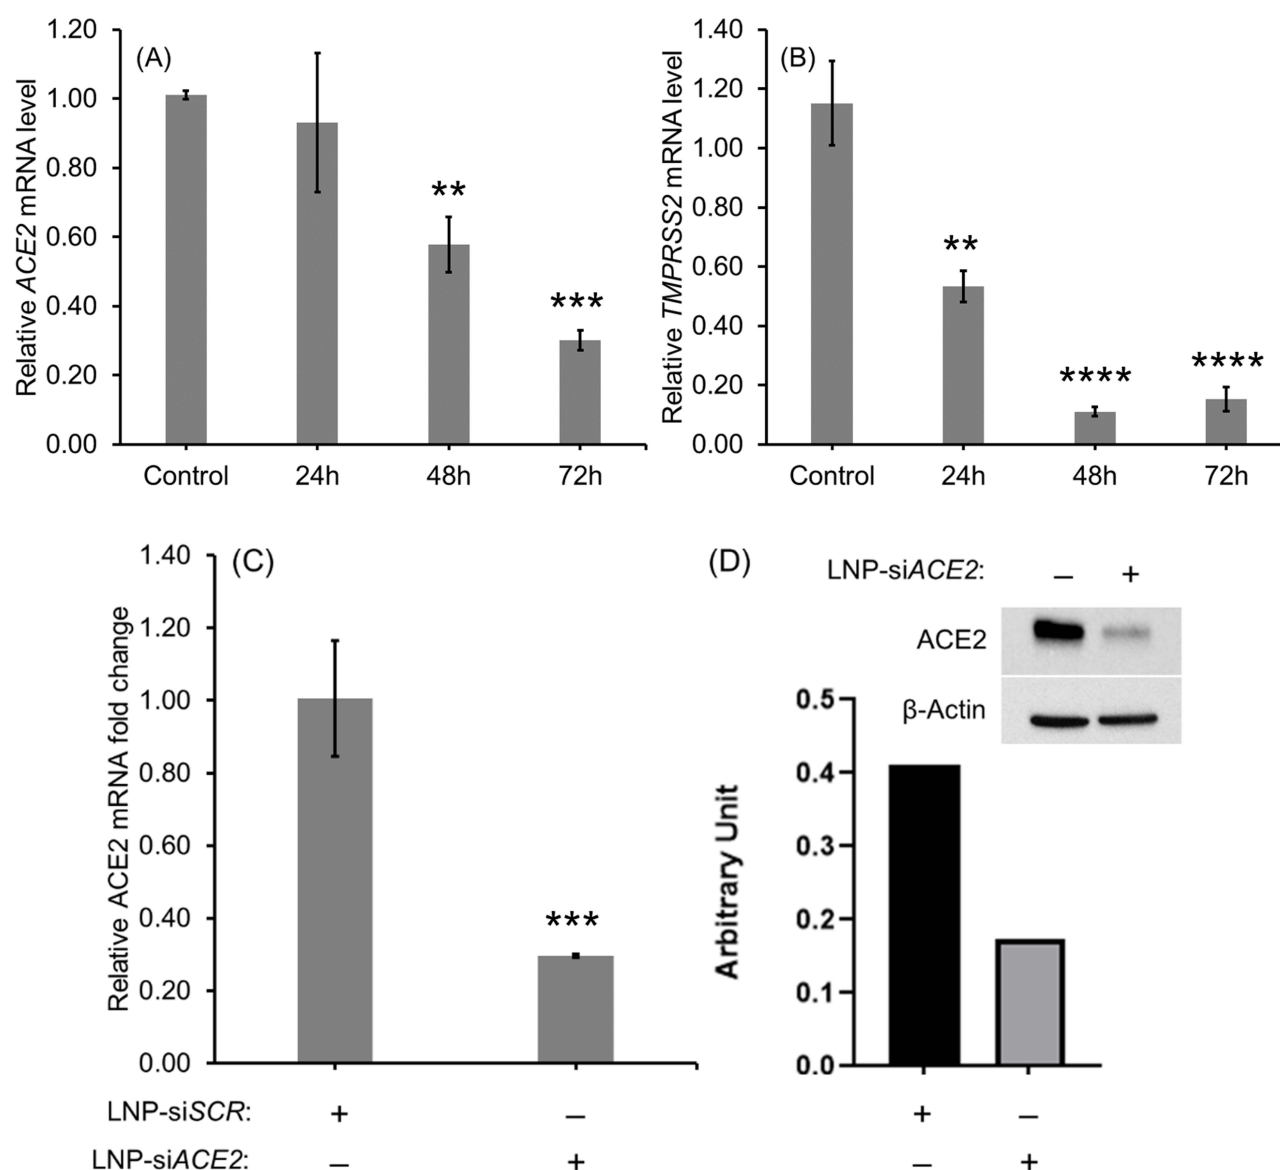 (A)
Relative ACE2 mRNA level
1.20
1.00
0.80
0.60
0.40
0.20
0.00
**
***
Control 24h 48h 72h
(B)
Relative TMPRSS2 mRNA level
1.40
1.20
1.00
0.80
0.60
0.40
0.20
0.00
**
****
****
Control 24h 48h 72h
(C)
Relative ACE2 mRNA fold change
1.40
1.20
1.00
0.80
0.60
0.40
0.20
0.00
***
LNP-siSCR: + –
LNP-siACE2: – +
(D)
LNP-siACE2: – +
ACE2
β-Actin
Arbitrary Unit
0.5
0.4
0.3
0.2
0.1
0.0
+ –
– +